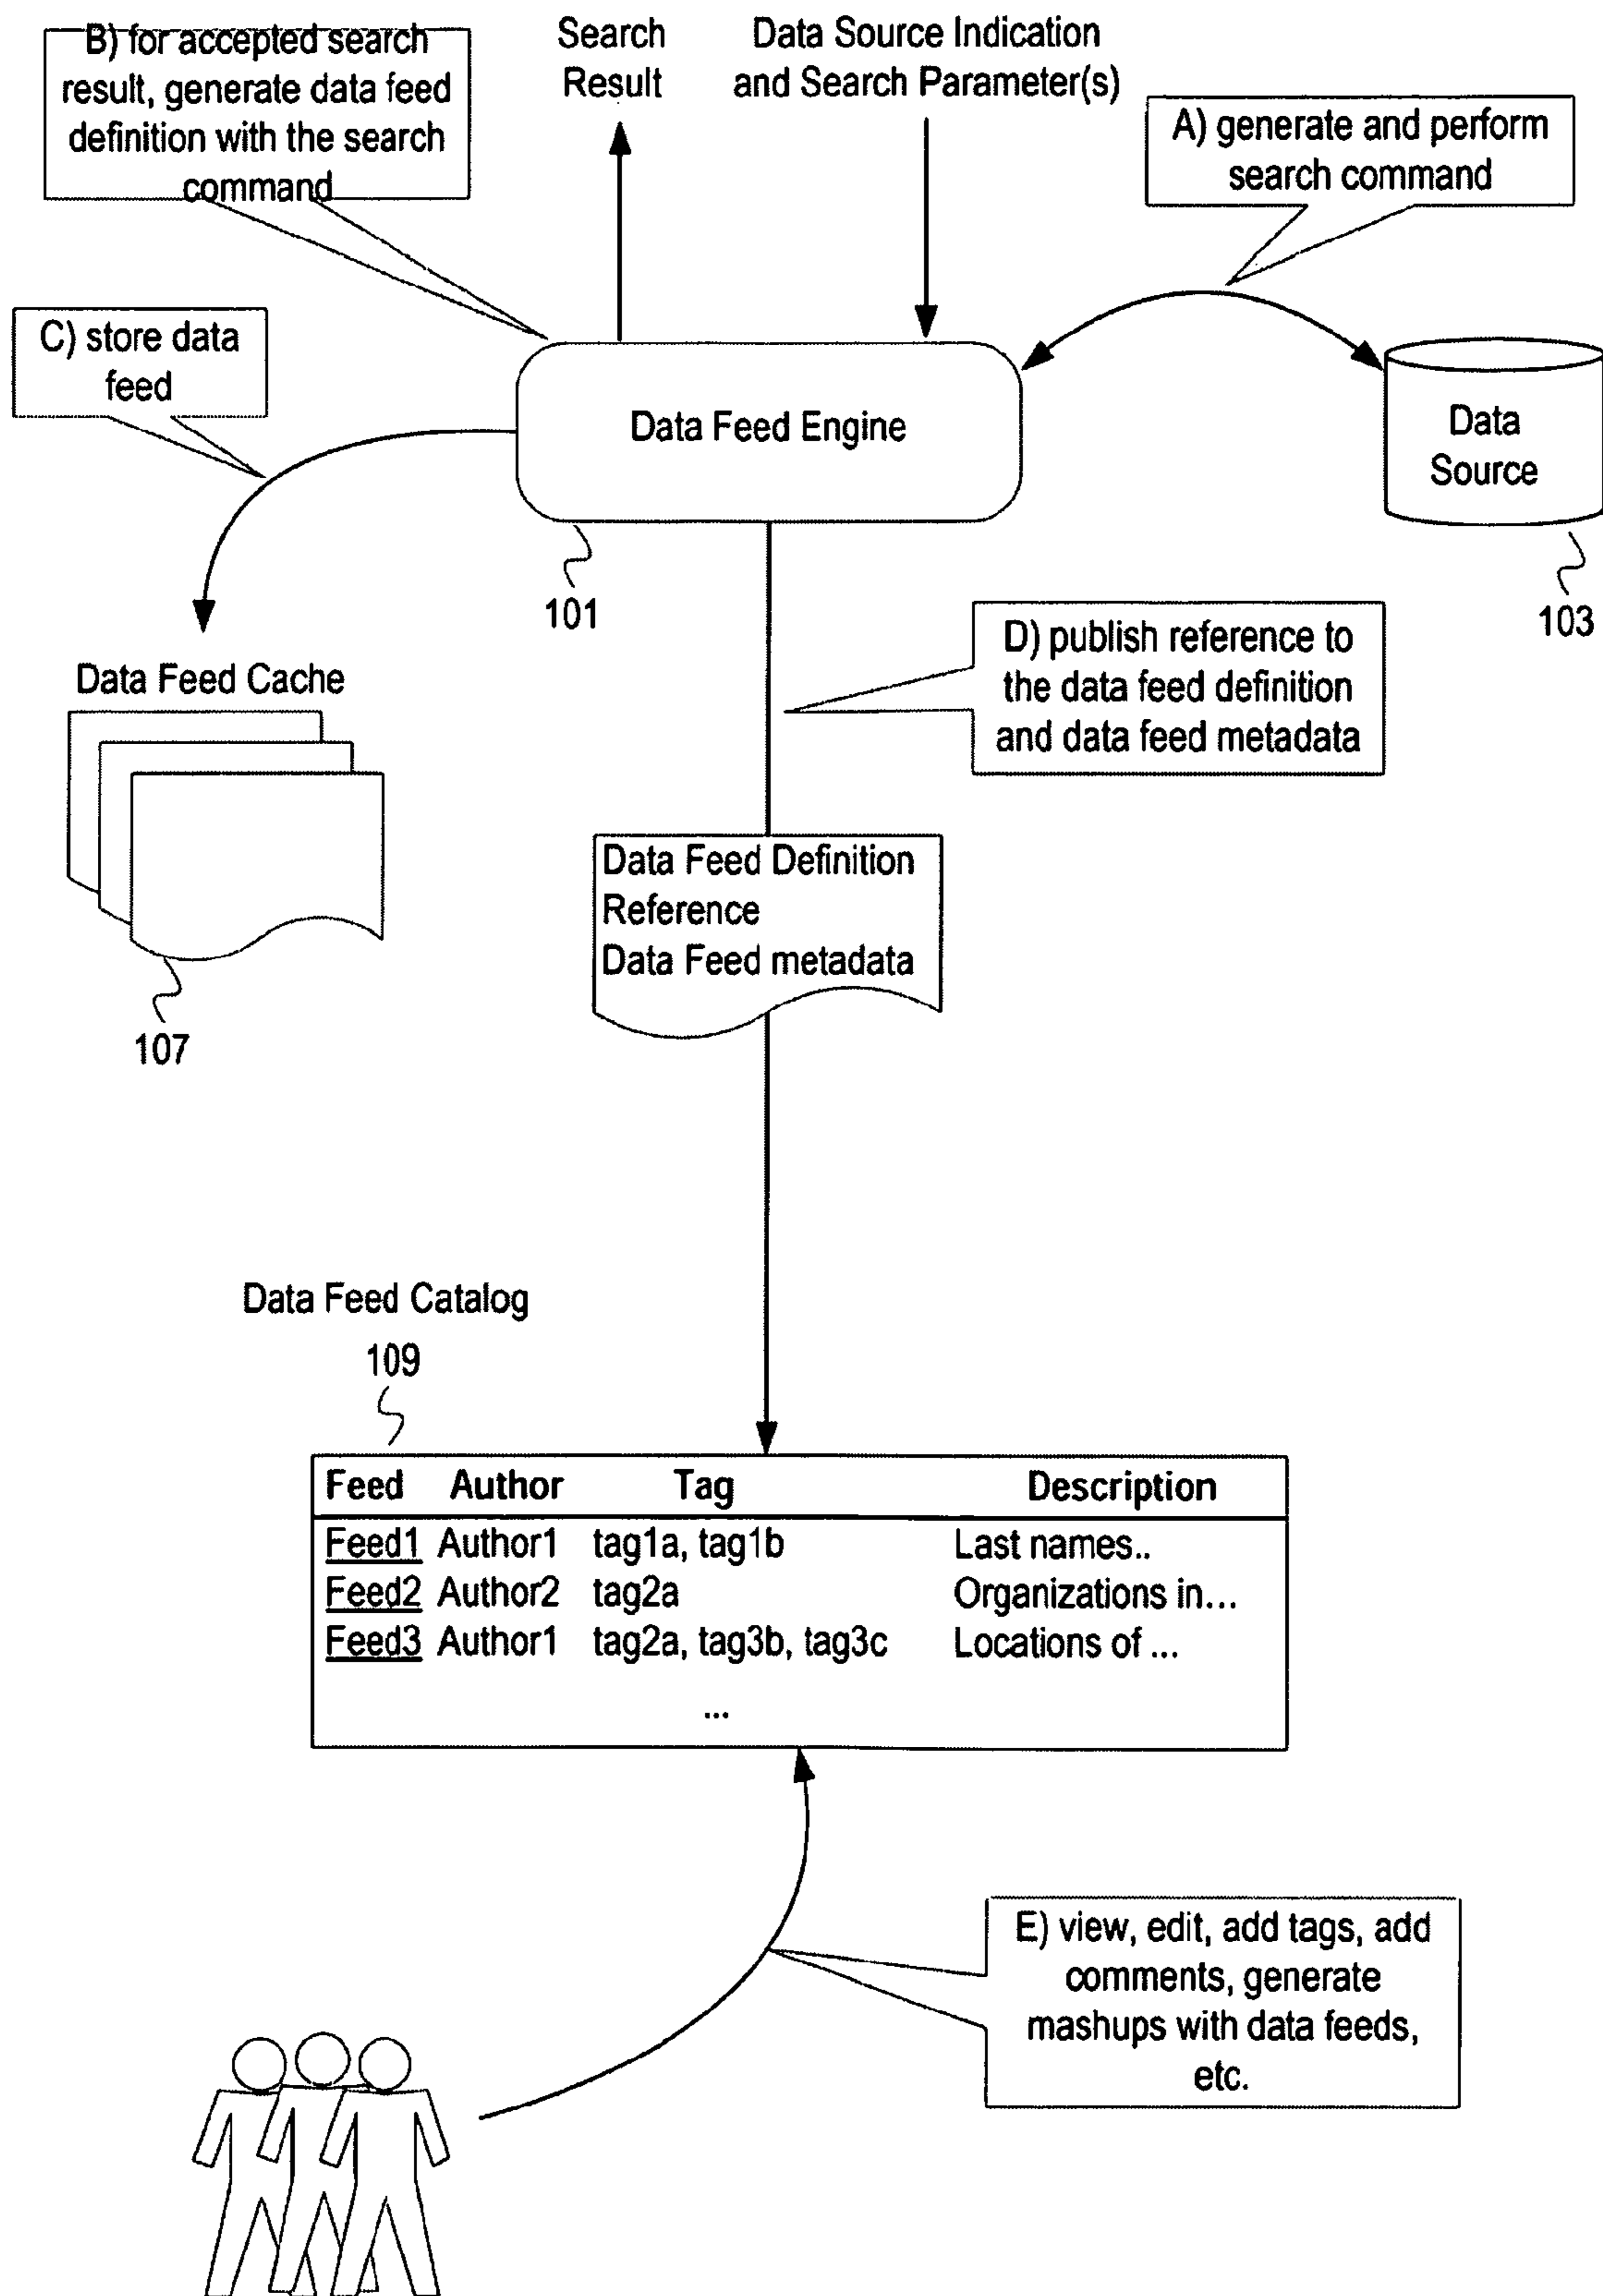 B) for accepted search
result, generate data feed
definition with the search
command
Search
Result
Data Source Indication
and Search Parameter(s)
A) generate and perform
search command
C) store data
feed
Data Feed Engine
Data
Source
101
103
D) publish reference to
the data feed definition
and data feed metadata
Data Feed Cache
Data Feed Definition
Reference
Data Feed metadata
107
Data Feed Catalog
109
Feed Author Tag Description
Feed1 Author1 tag1a, tag1b Last names..
Feed2 Author2 tag2a Organizations in...
Feed3 Author1 tag2a, tag3b, tag3c Locations of ...
...
E) view, edit, add tags, add
comments, generate
mashups with data feeds,
etc.